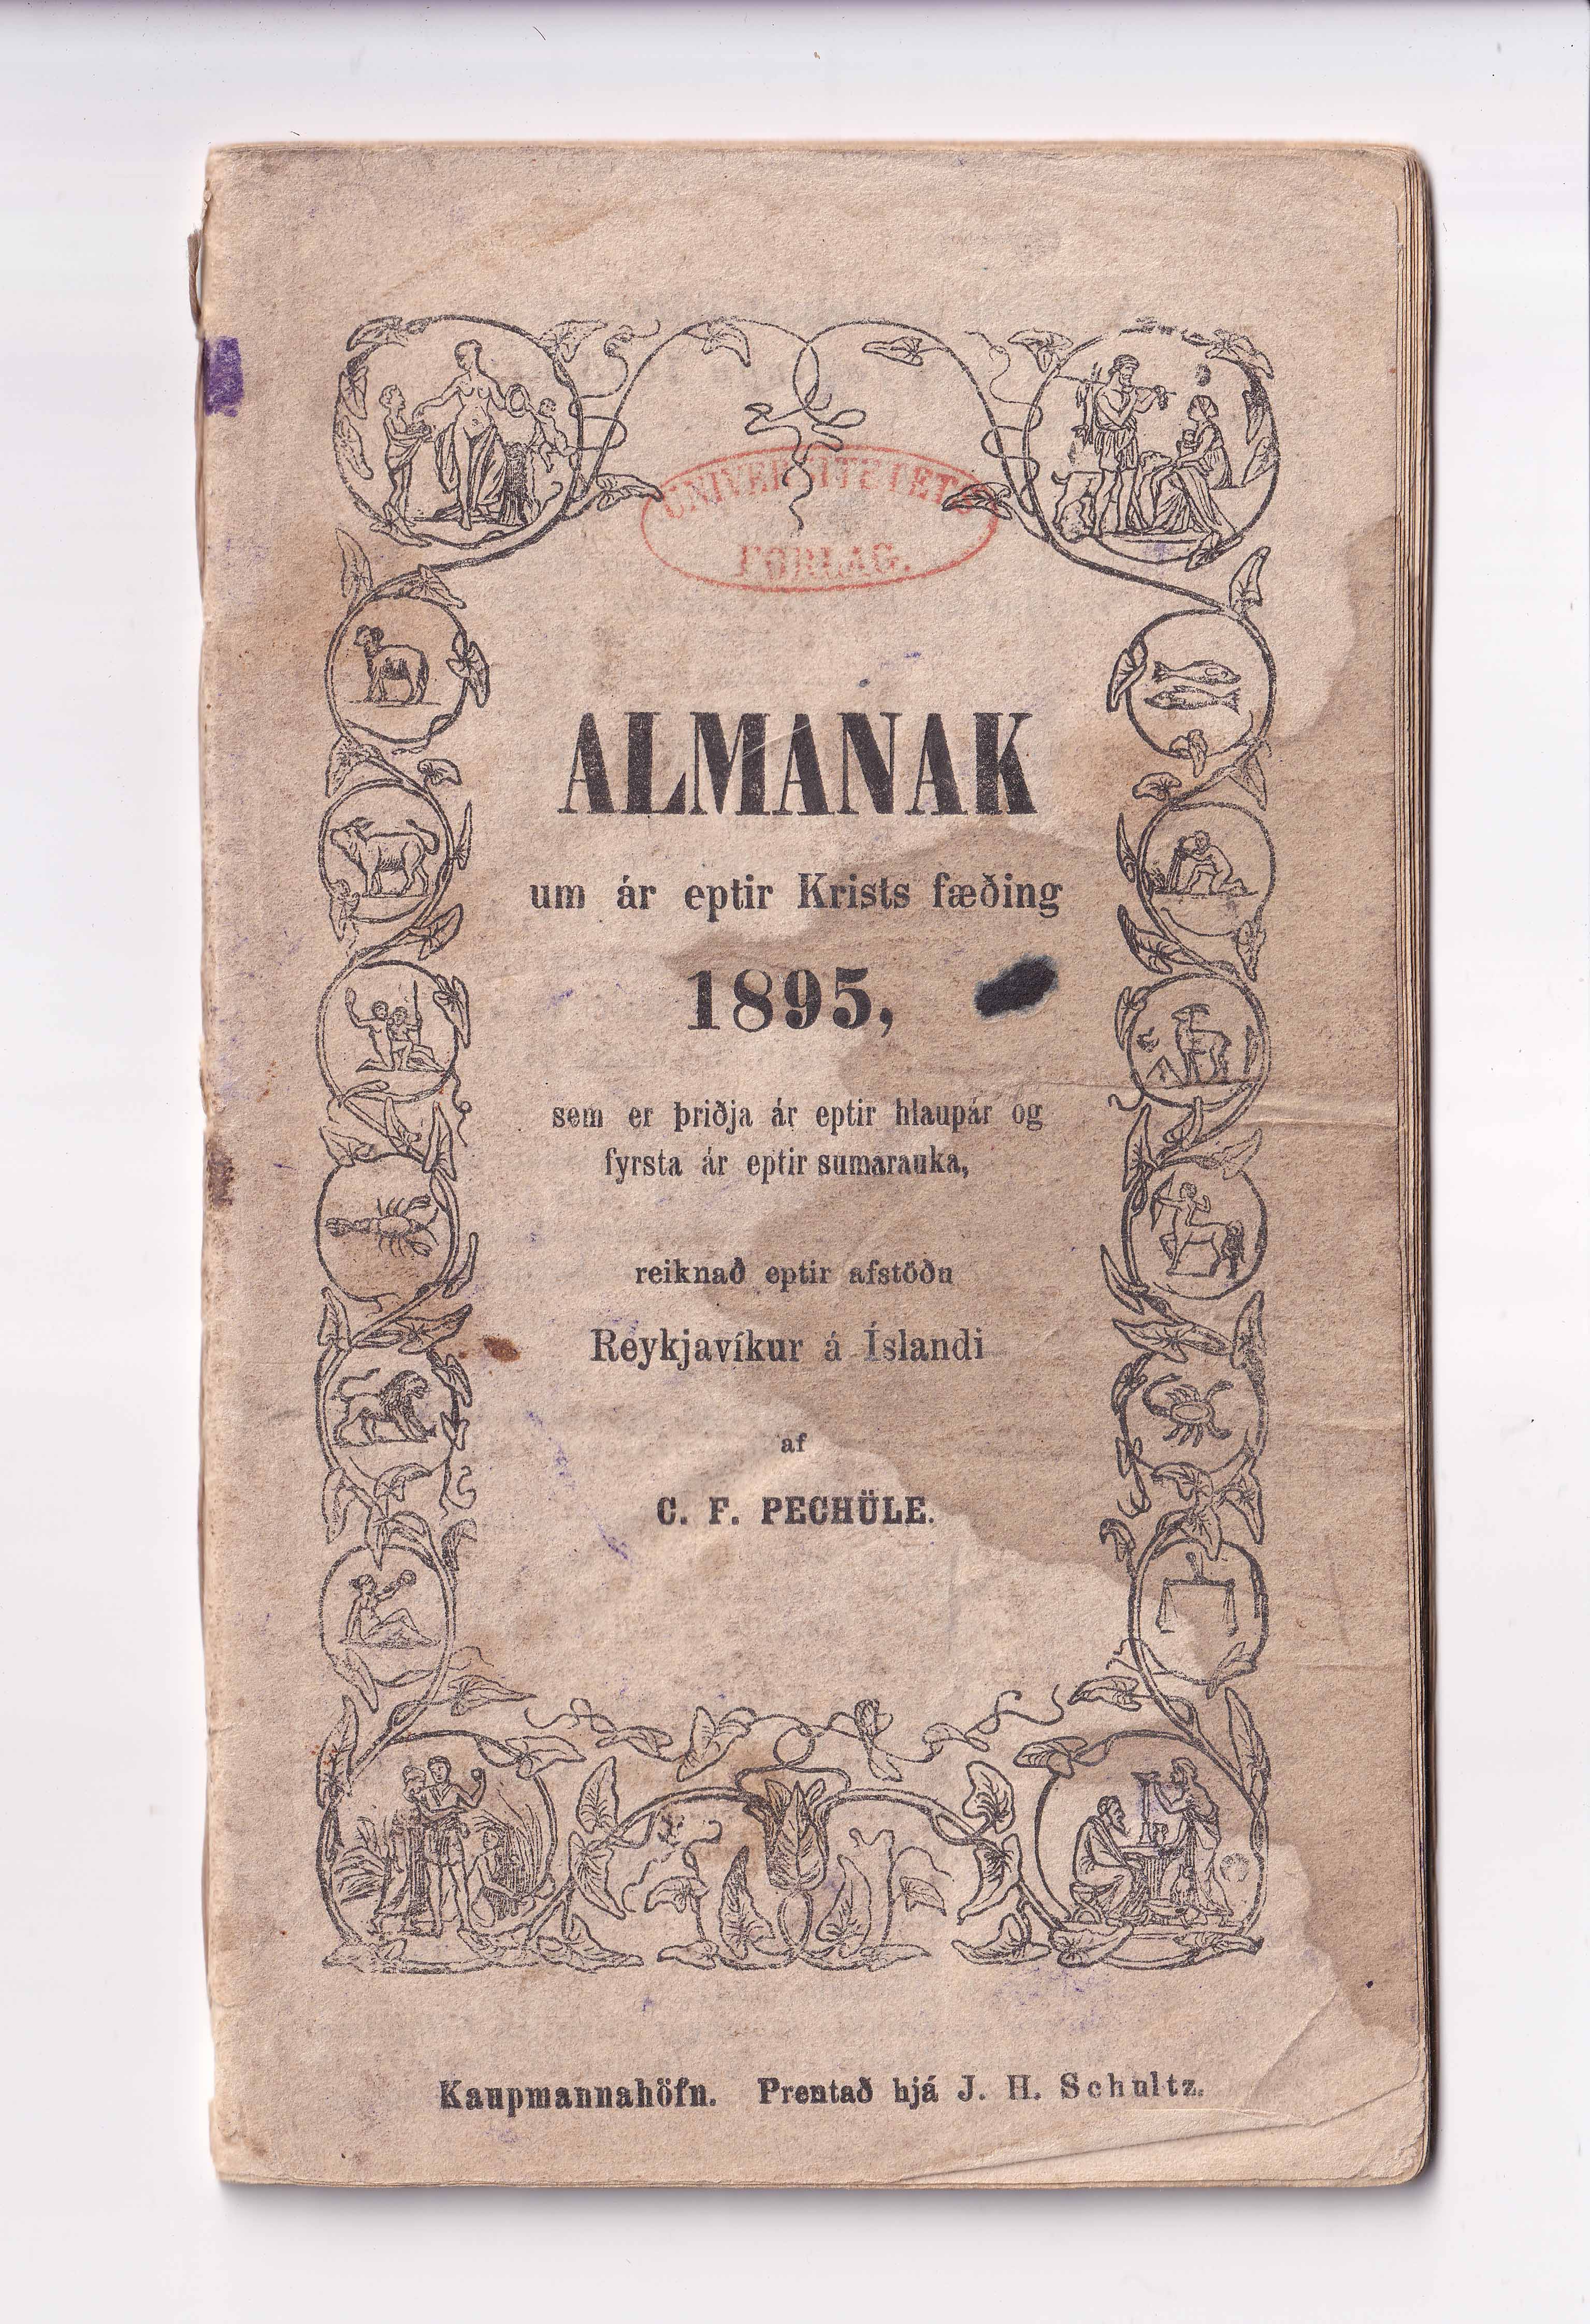 UNIVERSITETETS
FORLAG.
ALMANAK
um ár eptir Krists fæðing
1895,
sem er þriðja ár eptir hlaupár og
fyrsta ár eptir sumarauka,
reiknað eptir afstöðu
Reykjavíkur á Íslandi
af
C. F. PECHÜLE.
Kaupmannahöfn. Prentað hjá J. H. Schultz.